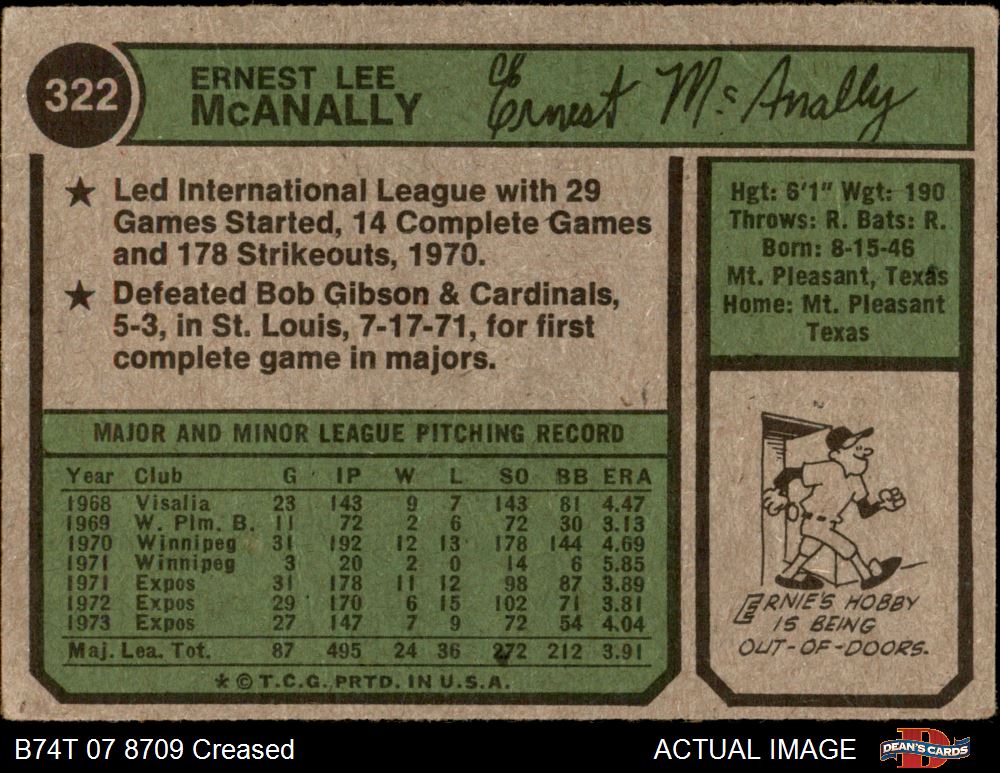 322
ERNEST LEE
McANALLY
Ernest McAnally
★ Led International League with 29
Games Started, 14 Complete Games
and 178 Strikeouts, 1970.
★ Defeated Bob Gibson & Cardinals,
5-3, in St. Louis, 7-17-71, for first
complete game in majors.
Hgt: 6'1" Wgt: 190
Throws: R. Bats: R.
Born: 8-15-46
Mt. Pleasant, Texas
Home: Mt. Pleasant
Texas
MAJOR AND MINOR LEAGUE PITCHING RECORD
Year Club G IP W L SO BB ERA
1968 Visalia 23 143 9 7 143 81 4.47
1969 W. Plm. B. 11 72 2 6 72 30 3.13
1970 Winnipeg 31 192 12 13 178 144 4.69
1971 Winnipeg 3 20 2 0 14 6 5.85
1971 Expos 31 178 11 12 98 87 3.89
1972 Expos 29 170 6 15 102 71 3.81
1973 Expos 27 147 7 9 72 54 4.04
Maj. Lea. Tot. 87 495 24 36 272 212 3.91
★ © T.C.G. PRTD. IN U.S.A.
ERNIE'S HOBBY
IS BEING
OUT-OF-DOORS.
B74T 07 8709 Creased
ACTUAL IMAGE
DEAN'S CARDS